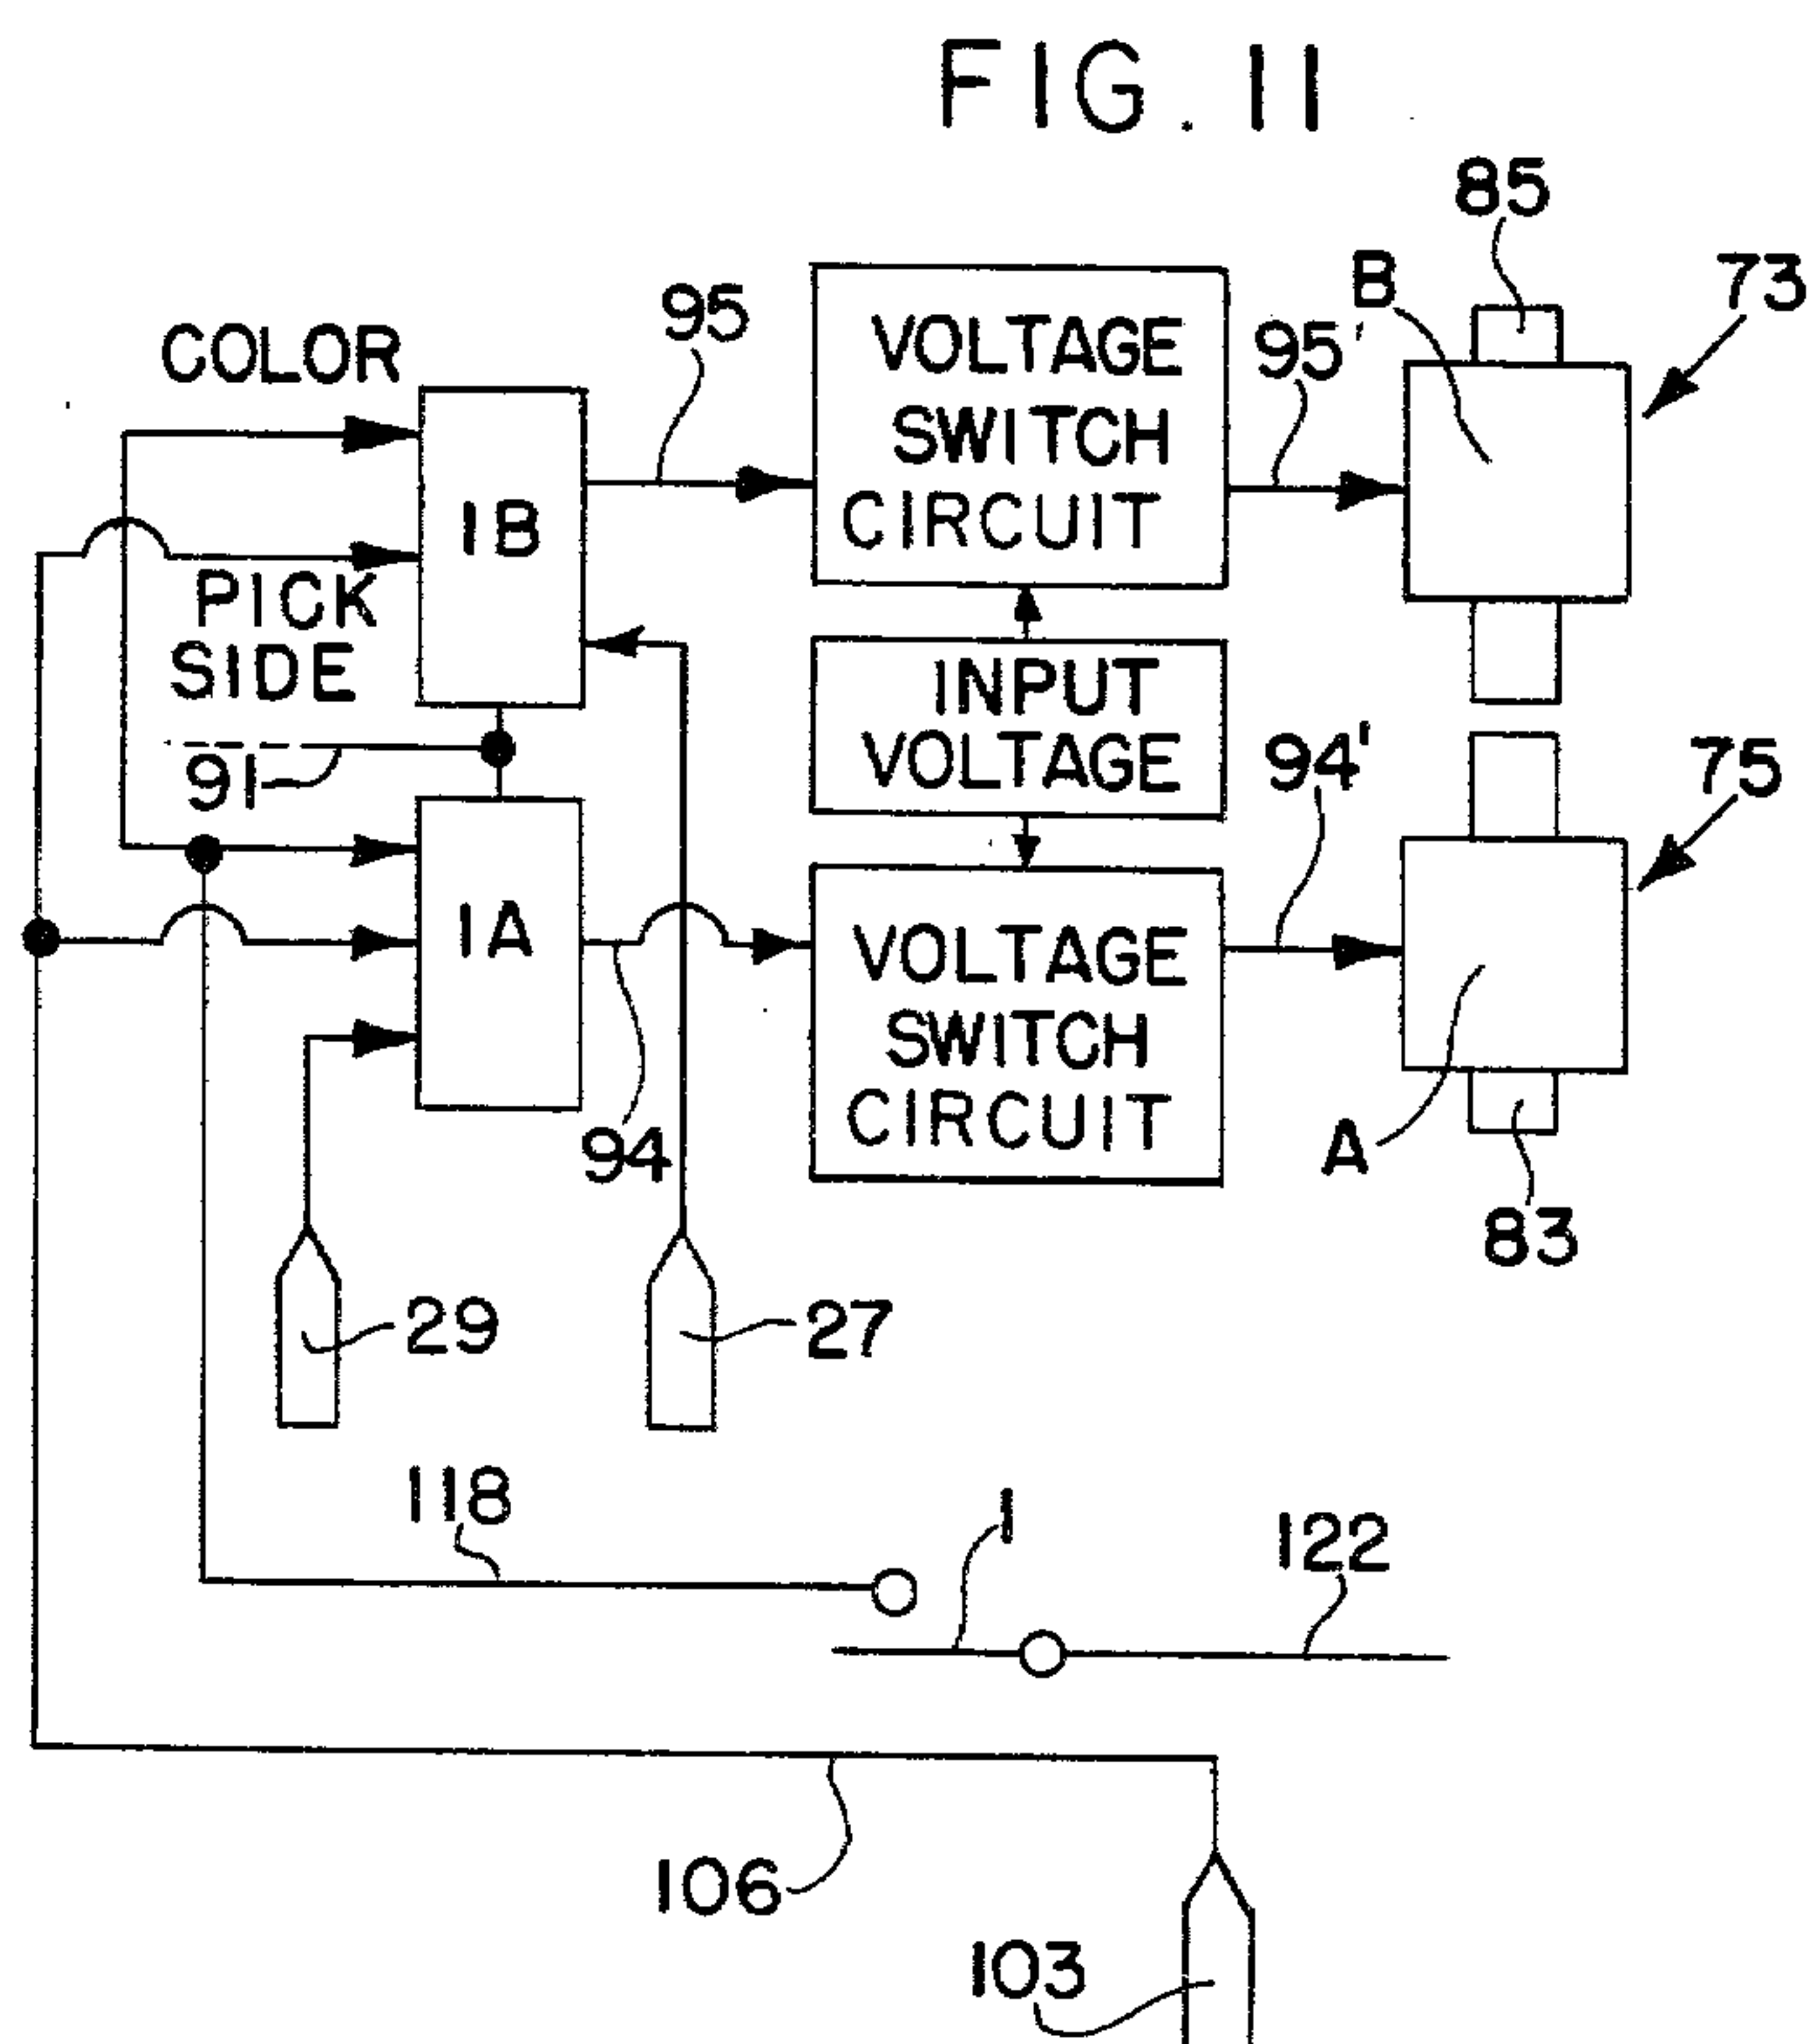 FIG. 11
85
B
73
95
95'
COLOR
VOLTAGE
SWITCH
CIRCUIT
1B
PICK
SIDE
INPUT
VOLTAGE
91
94'
75
1A
VOLTAGE
SWITCH
CIRCUIT
94
A
83
29
27
118
1
122
106
103